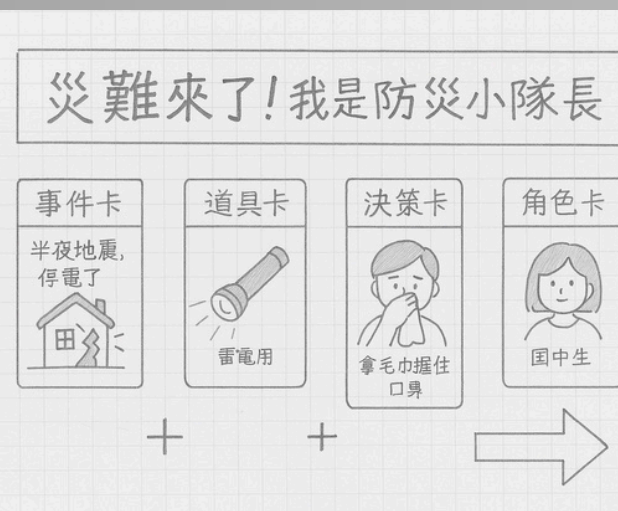 災難來了!我是防災小隊長
事件卡
半夜地震,
停電了
道具卡
雷電用
決策卡
拿毛巾握住
口鼻
角色卡
国中生